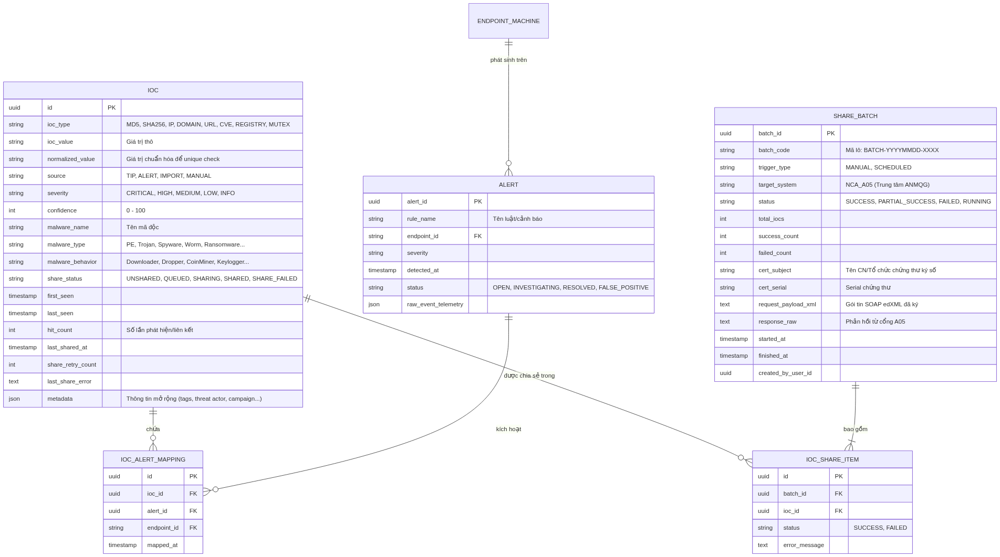 ENDPOINT_MACHINE
phát sinh trên
IOC
uuid id PK
string ioc_type MD5, SHA256, IP, DOMAIN, URL, CVE, REGISTRY, MUTEX
string ioc_value Giá trị thô
string normalized_value Giá trị chuẩn hóa để unique check
string source TIP, ALERT, IMPORT, MANUAL
string severity CRITICAL, HIGH, MEDIUM, LOW, INFO
int confidence 0 - 100
string malware_name Tên mã độc
string malware_type PE, Trojan, Spyware, Worm, Ransomware...
string malware_behavior Downloader, Dropper, CoinMiner, Keylogger...
string share_status UNSHARED, QUEUED, SHARING, SHARED, SHARE_FAILED
timestamp first_seen
timestamp last_seen
int hit_count Số lần phát hiện/liên kết
timestamp last_shared_at
int share_retry_count
text last_share_error
json metadata Thông tin mở rộng (tags, threat actor, campaign...)
ALERT
uuid alert_id PK
string rule_name Tên luật/cảnh báo
string endpoint_id FK
string severity
timestamp detected_at
string status OPEN, INVESTIGATING, RESOLVED, FALSE_POSITIVE
json raw_event_telemetry
SHARE_BATCH
uuid batch_id PK
string batch_code Mã lô: BATCH-YYYYMMDD-XXXX
string trigger_type MANUAL, SCHEDULED
string target_system NCA_A05 (Trung tâm ANMQG)
string status SUCCESS, PARTIAL_SUCCESS, FAILED, RUNNING
int total_iocs
int success_count
int failed_count
string cert_subject Tên CN/Tổ chức chứng thư ký số
string cert_serial Serial chứng thư
text request_payload_xml Gói tin SOAP edXML đã ký
text response_raw Phản hồi từ cổng A05
timestamp started_at
timestamp finished_at
uuid created_by_user_id
được chia sẻ trong
chứa
kích hoạt
bao gồm
IOC_ALERT_MAPPING
uuid id PK
uuid ioc_id FK
uuid alert_id FK
string endpoint_id FK
timestamp mapped_at
IOC_SHARE_ITEM
uuid id PK
uuid batch_id FK
uuid ioc_id FK
string status SUCCESS, FAILED
text error_message